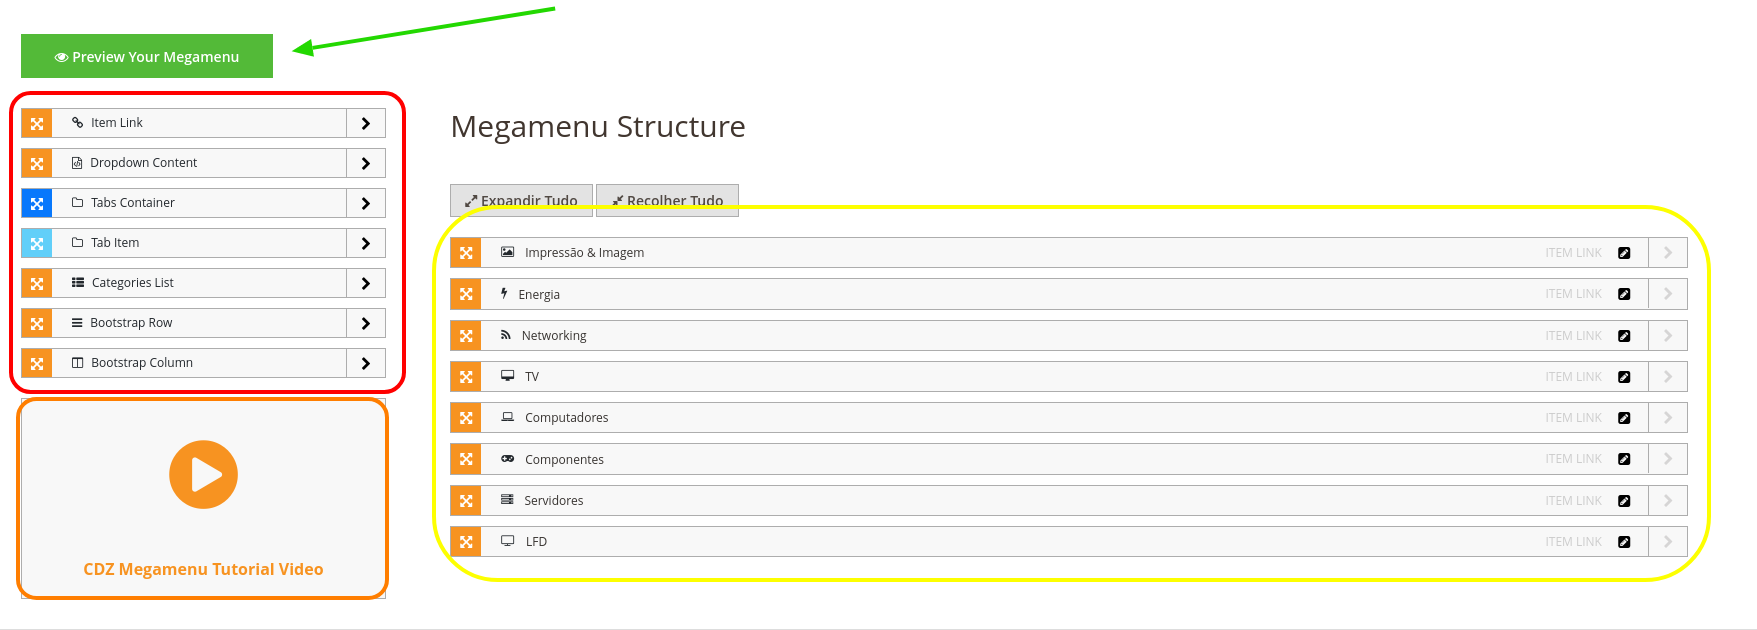 Preview Your Megamenu
Item Link
Dropdown Content
Tabs Container
Tab Item
Categories List
Bootstrap Row
Bootstrap Column
CDZ Megamenu Tutorial Video
Megamenu Structure
Expandir Tudo Recolher Tudo
Impressão & Imagem ITEM LINK
Energia ITEM LINK
Networking ITEM LINK
TV ITEM LINK
Computadores ITEM LINK
Componentes ITEM LINK
Servidores ITEM LINK
LFD ITEM LINK